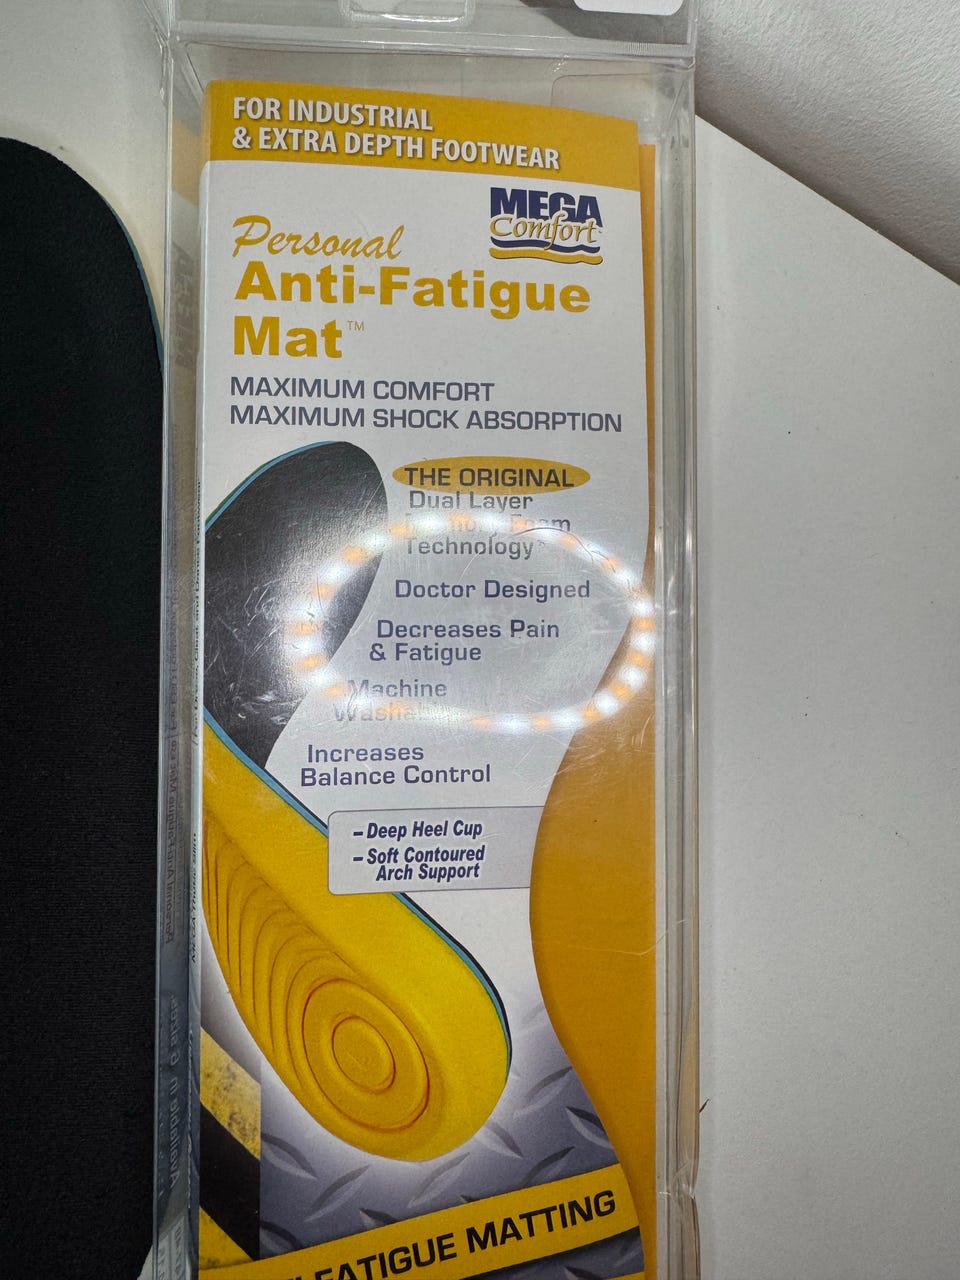 FOR INDUSTRIAL
& EXTRA DEPTH FOOTWEAR
MEGA
Comfort
Personal
Anti-Fatigue
Mat™
MAXIMUM COMFORT
MAXIMUM SHOCK ABSORPTION
THE ORIGINAL
Dual Layer
Foam
Technology
Doctor Designed
Decreases Pain
& Fatigue
Machine
Increases
Balance Control
– Deep Heel Cup
– Soft Contoured
Arch Support
FATIGUE MATTING